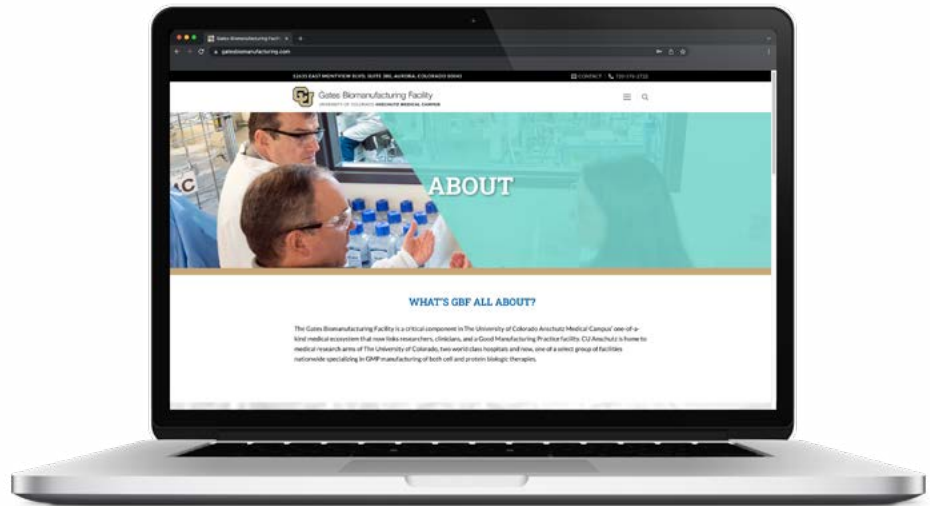 Gates Biomanufacturing Facili
gatesbiomanufacturing.com
12635 EAST MONTVIEW BLVD, SUITE 380, AURORA, COLORADO 80045
CONTACT
CU
Gates Biomanufacturing Facility
UNIVERSITY OF COLORADO ANSCHUTZ MEDICAL CAMPUS
AC
ABOUT
WHAT'S GBF ALL ABOUT?
The Gates Biomanufacturing Facility is a critical component in The University of Colorado Anschutz Medical Campus' one-of-a-
kind medical ecosystem that now links researchers, clinicians, and a Good Manufacturing Practice facility. CU Anschutz is home to
medical research arms of The University of Colorado, two world class hospitals and now, one of a select group of facilities
nationwide specializing in GMP manufacturing of both cell and protein biologic therapies.